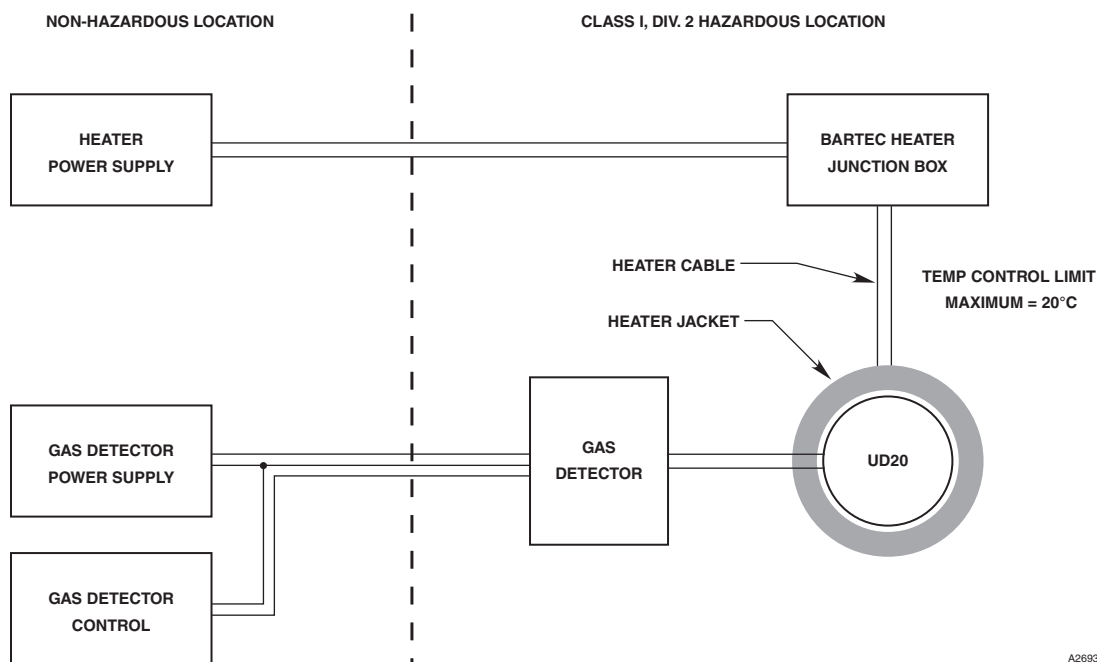 NON-HAZARDOUS LOCATION
CLASS I, DIV. 2 HAZARDOUS LOCATION
HEATER
POWER SUPPLY
BARTEC HEATER
JUNCTION BOX
HEATER CABLE
TEMP CONTROL LIMIT
MAXIMUM = 20°C
HEATER JACKET
GAS DETECTOR
POWER SUPPLY
GAS
DETECTOR
UD20
GAS DETECTOR
CONTROL
A2693